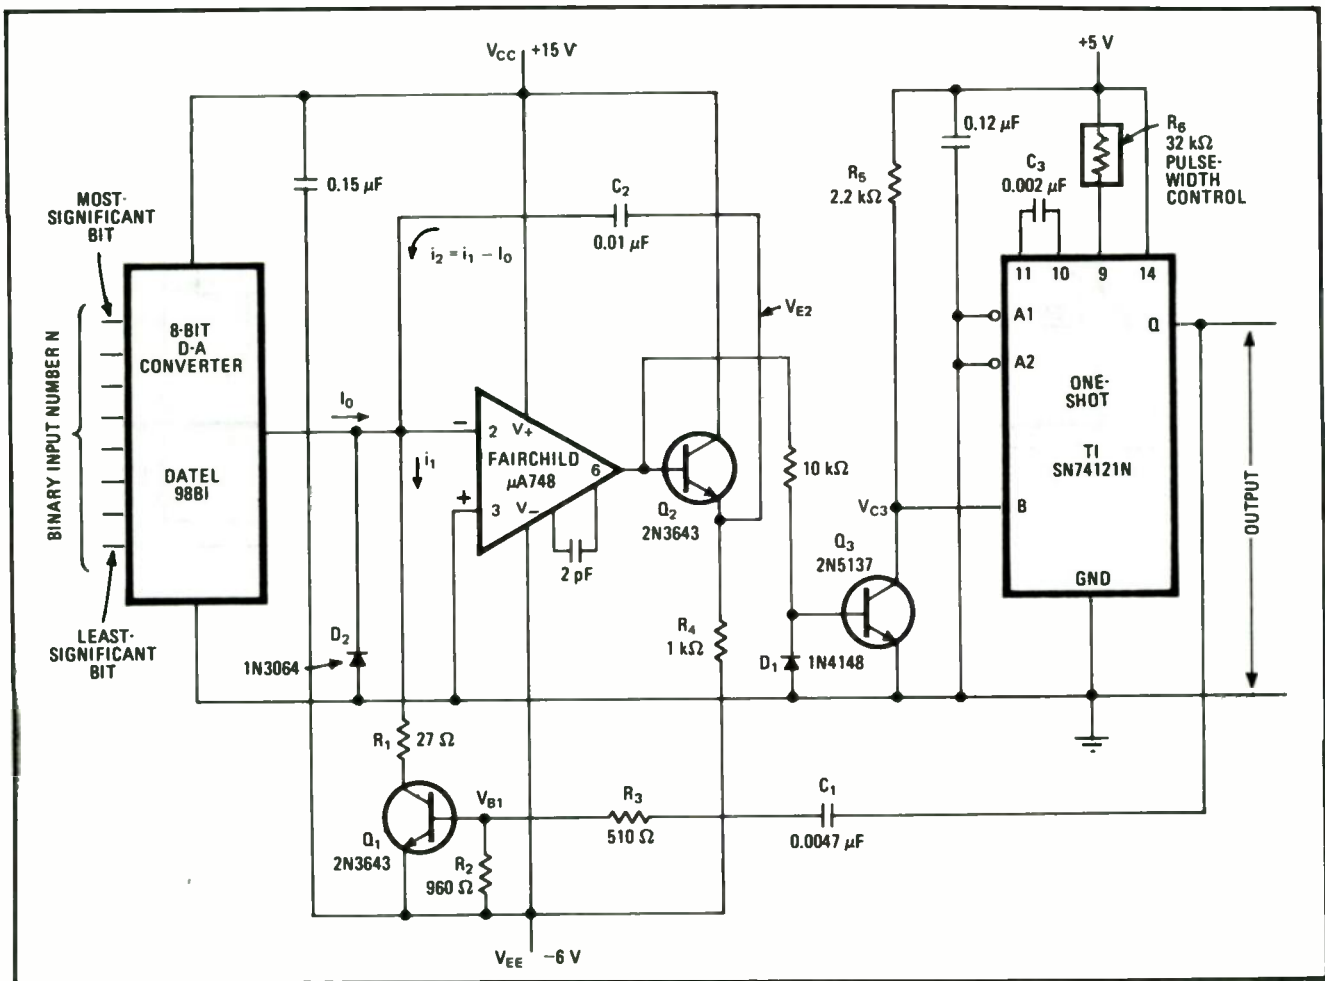 VCC +15 V
+5 V
0.15 µF
C2
0.01 µF
i2 = i1 – I0
VE2
0.12 µF
R5
2.2 kΩ
C3
0.002 µF
R6
32 kΩ
PULSE-
WIDTH
CONTROL
MOST-
SIGNIFICANT
BIT
BINARY INPUT NUMBER N
LEAST-
SIGNIFICANT
BIT
8-BIT
D-A
CONVERTER
DATEL
98BI
I0
i1
–
2
V+
FAIRCHILD
µA748
6
+
3
V–
2 pF
Q2
2N3643
10 kΩ
VC3
Q3
2N5137
11 10 9 14
A1
A2
Q
ONE-
SHOT
TI
SN74121N
B
GND
OUTPUT
D2
1N3064
R4
1 kΩ
D1
1N4148
R1 27 Ω
VB1
Q1
2N3643
R2
960 Ω
R3
510 Ω
C1
0.0047 µF
VEE –6 V